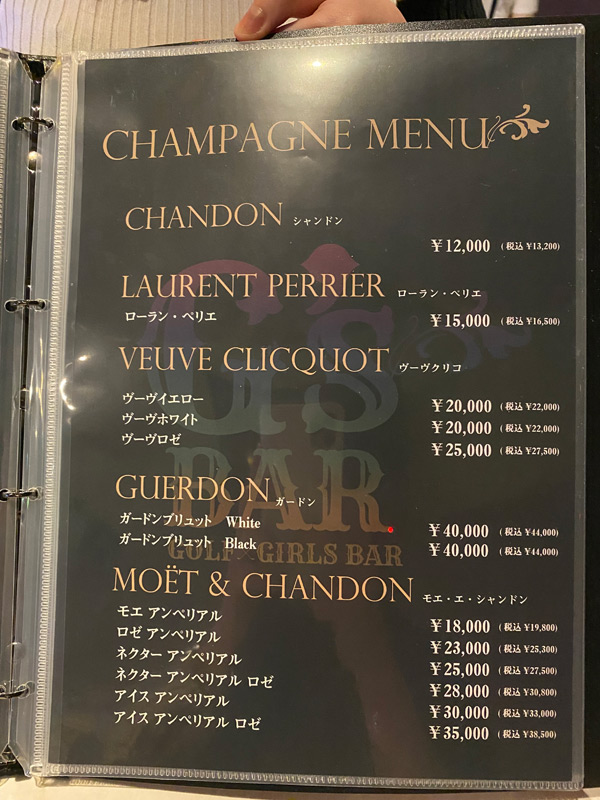 CHAMPAGNE MENU
CHANDON シャンドン
¥12,000 (税込 ¥13,200)
LAURENT PERRIER ローラン・ペリエ
ローラン・ペリエ ¥15,000 (税込 ¥16,500)
VEUVE CLICQUOT ヴーヴクリコ
ヴーヴイエロー ¥20,000 (税込 ¥22,000)
ヴーヴホワイト ¥20,000 (税込 ¥22,000)
ヴーヴロゼ ¥25,000 (税込 ¥27,500)
GUERDON ガードン
ガードンブリュット White ¥40,000 (税込 ¥44,000)
ガードンブリュット Black ¥40,000 (税込 ¥44,000)
MOËT & CHANDON モエ・エ・シャンドン
モエ アンペリアル ¥18,000 (税込 ¥19,800)
ロゼ アンペリアル ¥23,000 (税込 ¥25,300)
ネクター アンペリアル ¥25,000 (税込 ¥27,500)
ネクター アンペリアル ロゼ ¥28,000 (税込 ¥30,800)
アイス アンペリアル ¥30,000 (税込 ¥33,000)
アイス アンペリアル ロゼ ¥35,000 (税込 ¥38,500)
G's
BAR.
GOLF×GIRLS BAR